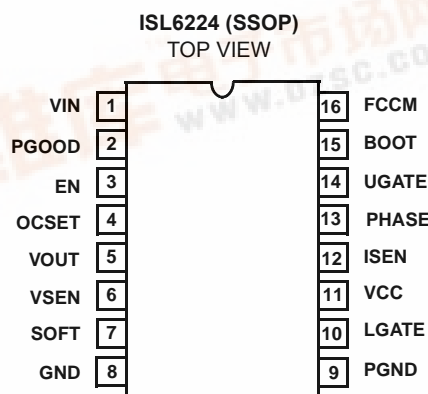 ISL6224 (SSOP)
TOP VIEW
VIN 1 16 FCCM
PGOOD 2 15 BOOT
EN 3 14 UGATE
OCSET 4 13 PHASE
VOUT 5 12 ISEN
VSEN 6 11 VCC
SOFT 7 10 LGATE
GND 8 9 PGND